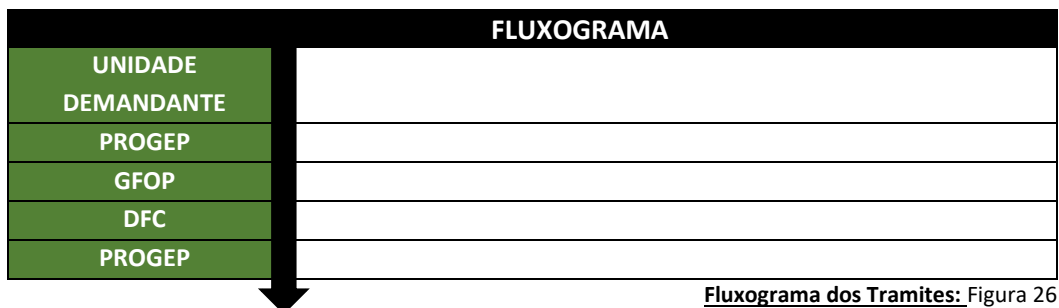 FLUXOGRAMA
UNIDADE
DEMANDANTE
PROGEP
GFOP
DFC
PROGEP
Fluxograma dos Tramites: Figura 26